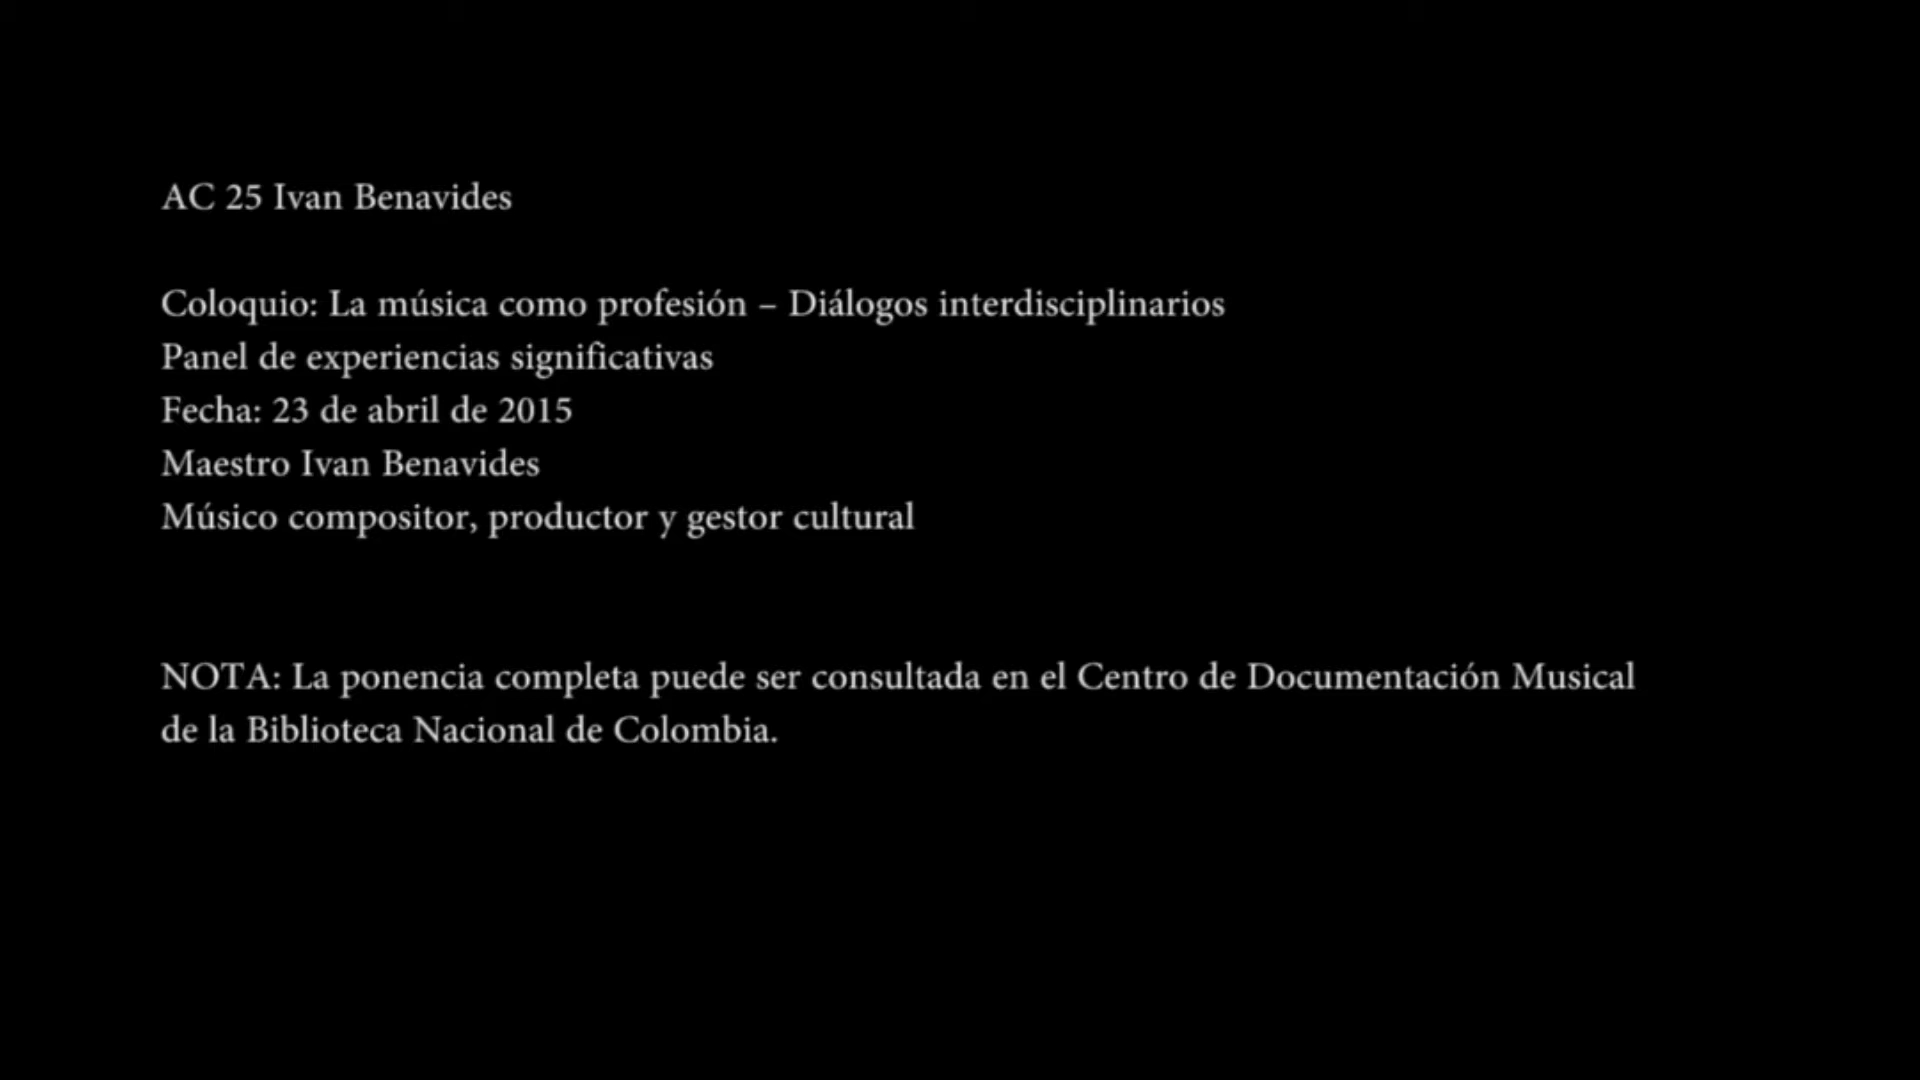 AC 25 Ivan Benavides
Coloquio: La música como profesión – Diálogos interdisciplinarios
Panel de experiencias significativas
Fecha: 23 de abril de 2015
Maestro Ivan Benavides
Músico compositor, productor y gestor cultural
NOTA: La ponencia completa puede ser consultada en el Centro de Documentación Musical
de la Biblioteca Nacional de Colombia.